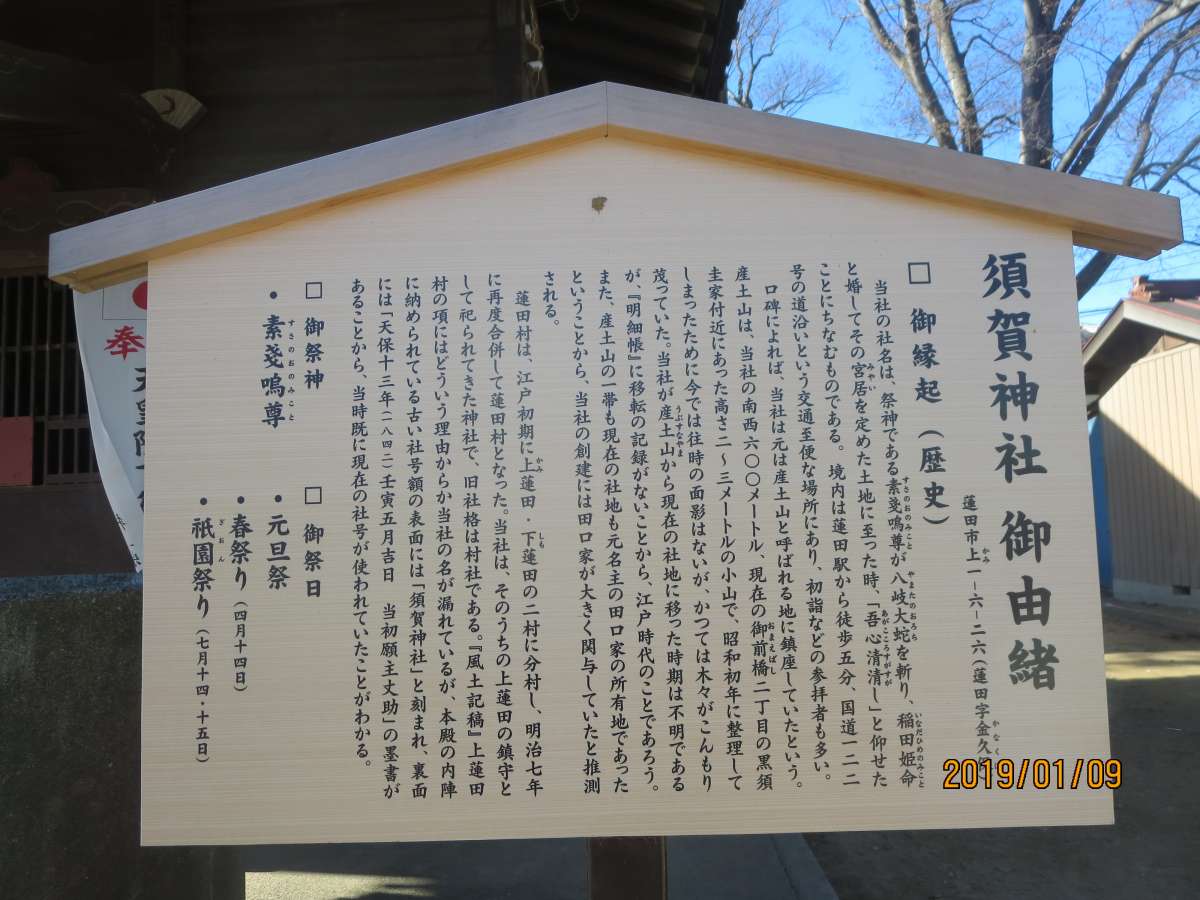 須賀神社 御由緒
蓮田市上一-六-二六(蓮田字金久
□ 御縁起(歴史)
当社の社名は、祭神である素戔嗚尊が八岐大蛇を斬り、稲田姫命
と婚してその宮居を定めた土地に至った時、「吾心清清し」と仰せた
ことにちなむものである。境内は蓮田駅から徒歩五分、国道一二二
号の道沿いという交通至便な場所にあり、初詣などの参拝者も多い。
口碑によれば、当社は元は産土山と呼ばれる地に鎮座していたという。
産土山は、当社の南西六〇〇メートル、現在の御前橋二丁目の黒須
圭家付近にあった高さ二～三メートルの小山で、昭和初年に整理して
しまったために今では往時の面影はないが、かつては木々がこんもり
茂っていた。当社が産土山から現在の社地に移った時期は不明である
が、『明細帳』に移転の記録がないことから、江戸時代のことであろう。
また、産土山の一帯も現在の社地も元名主の田口家の所有地であった
ということから、当社の創建には田口家が大きく関与していたと推測
される。
蓮田村は、江戸初期に上蓮田・下蓮田の二村に分村し、明治七年
に再度合併して蓮田村となった。当社は、そのうちの上蓮田の鎮守と
して祀られてきた神社で、旧社格は村社である。『風土記稿』上蓮田
村の項にはどういう理由からか当社の名が漏れているが、本殿の内陣
に納められている古い社号額の表面には「須賀神社」と刻まれ、裏面
には「天保十三年(一八四二)壬寅五月吉日 当初願主丈助」の墨書が
あることから、当時既に現在の社号が使われていたことがわかる。
□ 御祭神
・素戔嗚尊
□ 御祭日
・元旦祭
・春祭り(四月十四日)
・祇園祭り(七月十四・十五日)
奉
2019/01/09